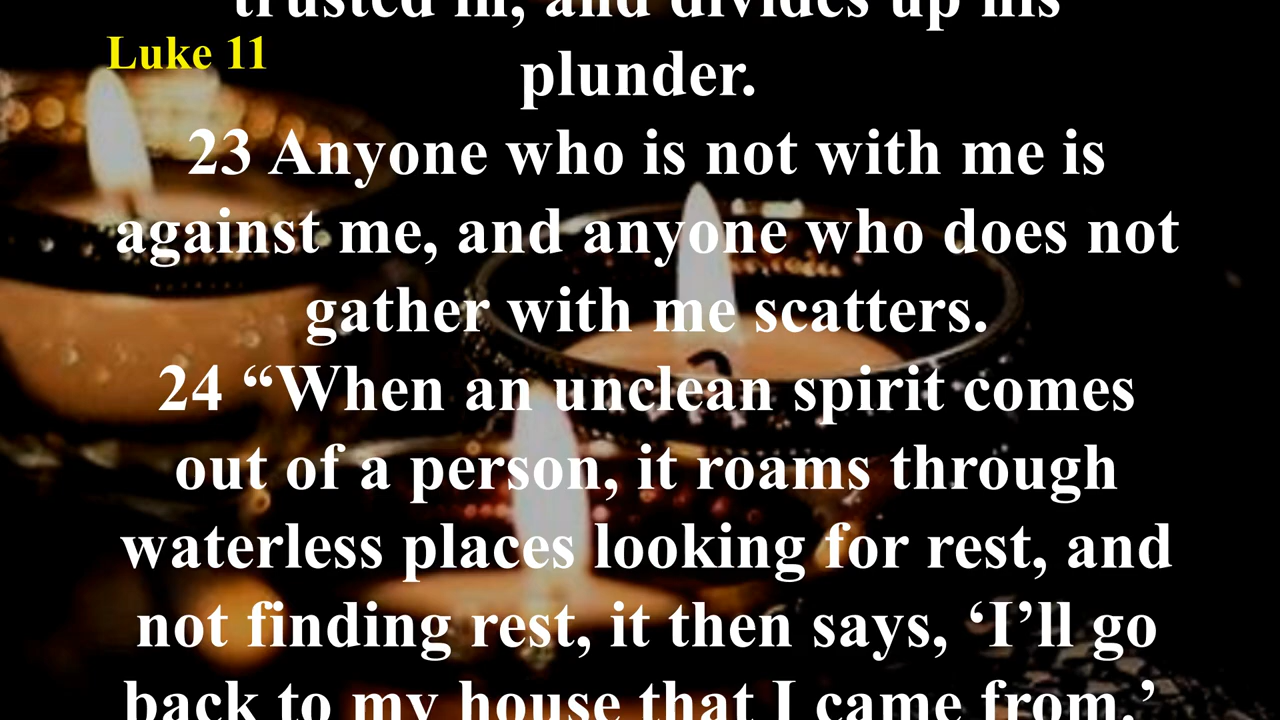 trusted in, and divides up his
Luke 11
plunder.
23 Anyone who is not with me is
against me, and anyone who does not
gather with me scatters.
24 “When an unclean spirit comes
out of a person, it roams through
waterless places looking for rest, and
not finding rest, it then says, ‘I’ll go
back to my house that I came from.’